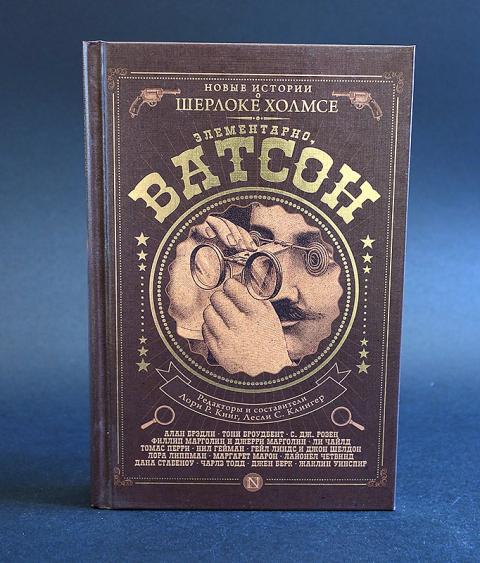 НОВЫЕ ИСТОРИИ
О
ШЕРЛОКЕ ХОЛМСЕ
ЭЛЕМЕНТАРНО,
ВАТСОН
Редакторы и составители
Лори Р. Кинг, Лесли С. Клингер
АЛАН БРЭДЛИ · ТОНИ БРОУДБЕНТ · С. ДЖ. РОЗЕН
ФИЛЛИП МАРГОЛИН И ДЖЕРРИ МАРГОЛИН · ЛИ ЧАЙЛД
ТОМАС ПЕРРИ · НИЛ ГЕЙМАН · ГЕЙЛ ЛИНДС И ДЖОН ШЕЛДОН
ЛОРА ЛИППМАН · МАРГАРЕТ МАРОН · ЛАЙОНЕЛ ЧЕТВИНД
ДАНА СТАБЕНОУ · ЧАРЛЗ ТОДД · ДЖЕН БЕРК · ЖАКЛИН УИНСПИР
N